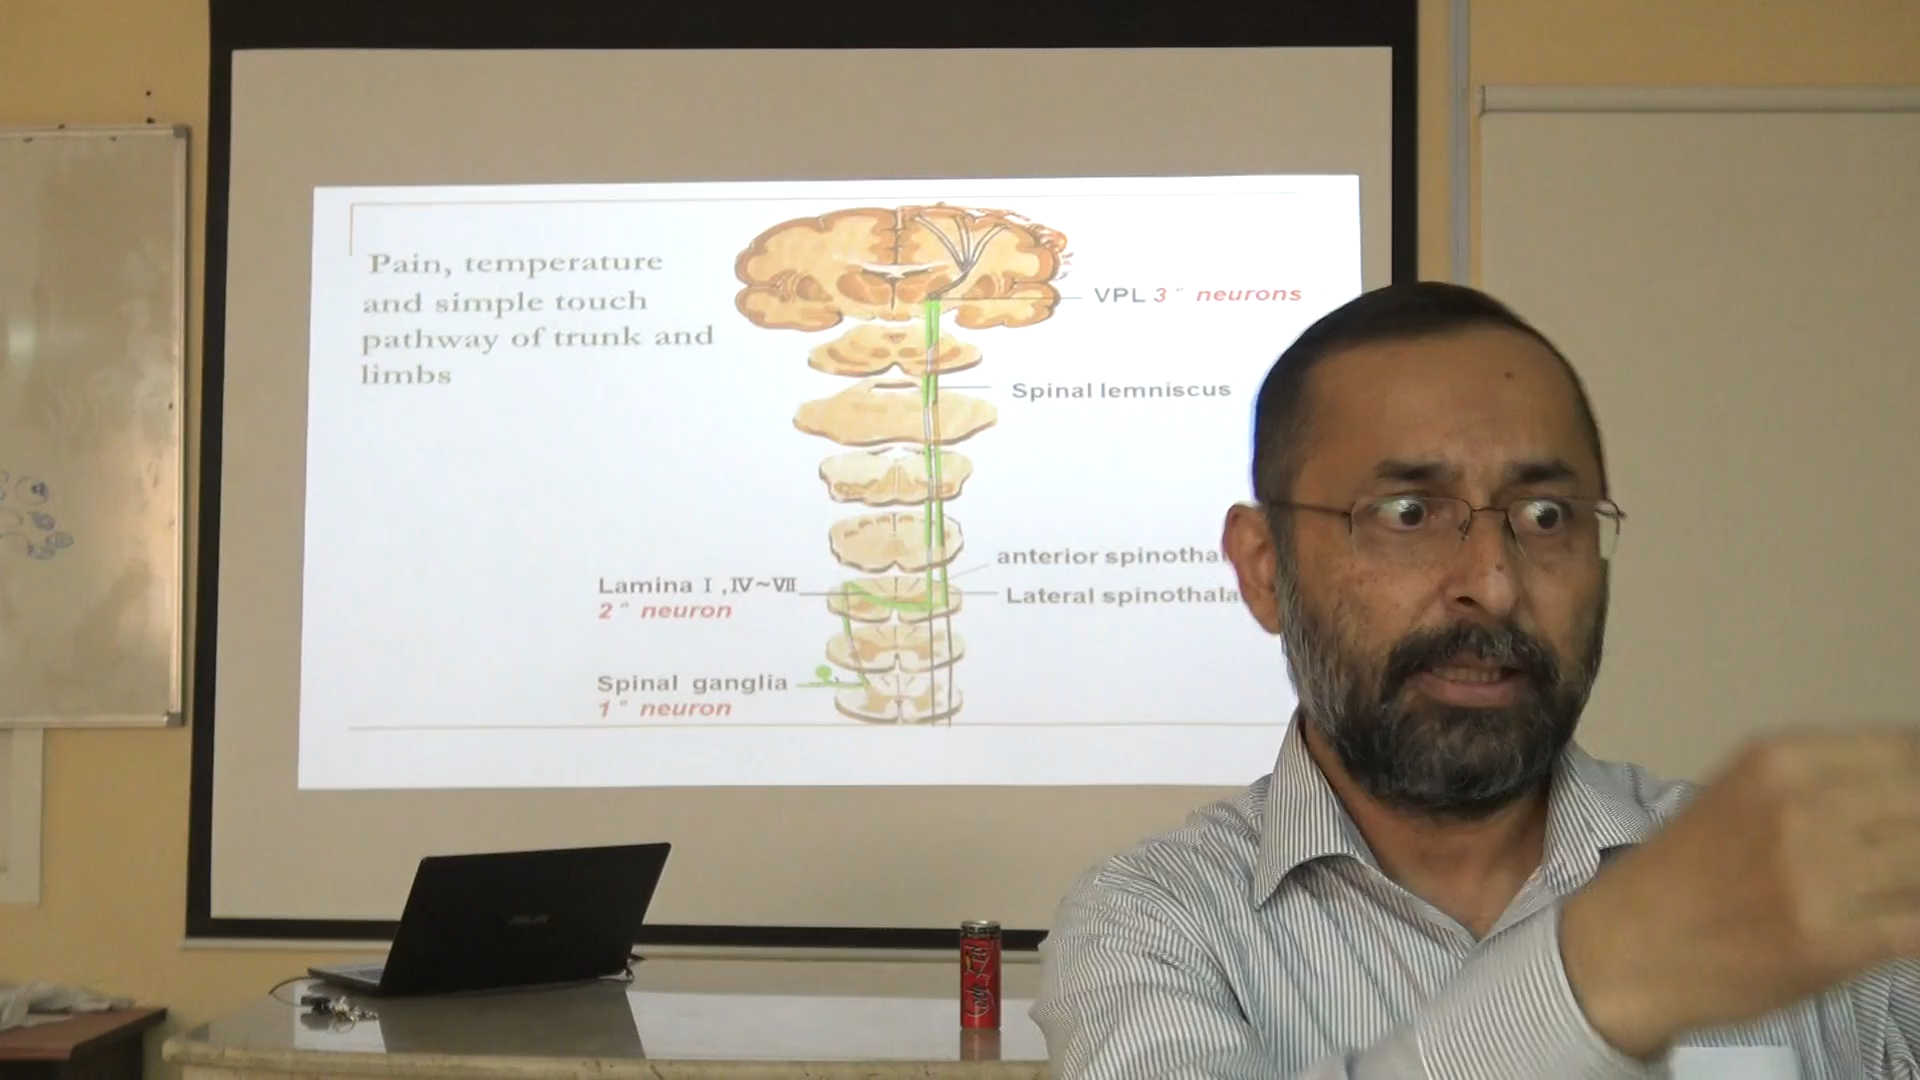 Pain, temperature
and simple touch
pathway of trunk and
limbs
VPL 3° neurons
Spinal lemniscus
anterior spinotha
Lateral spinothala
Lamina Ⅰ,Ⅳ~Ⅶ
2° neuron
Spinal ganglia
1° neuron